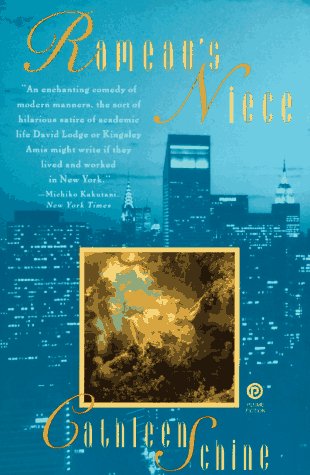 Rameau's
Niece
"An enchanting comedy of
modern manners, the sort of
hilarious satire of academic
life David Lodge or Kingsley
Amis might write if they
lived and worked
in New York."
—Michiko Kakutani,
New York Times
PLUME
FICTION
Cathleen
Schine